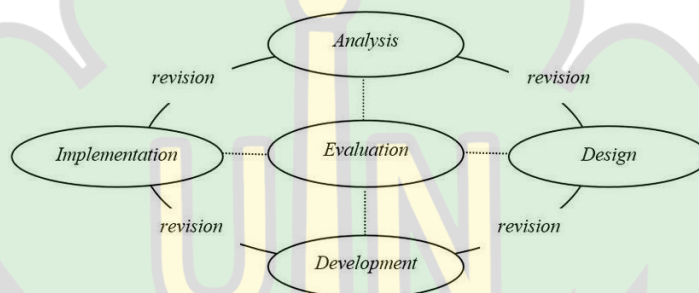 Analysis
revision revision
Implementation Evaluation Design
revision revision
Development
UIN